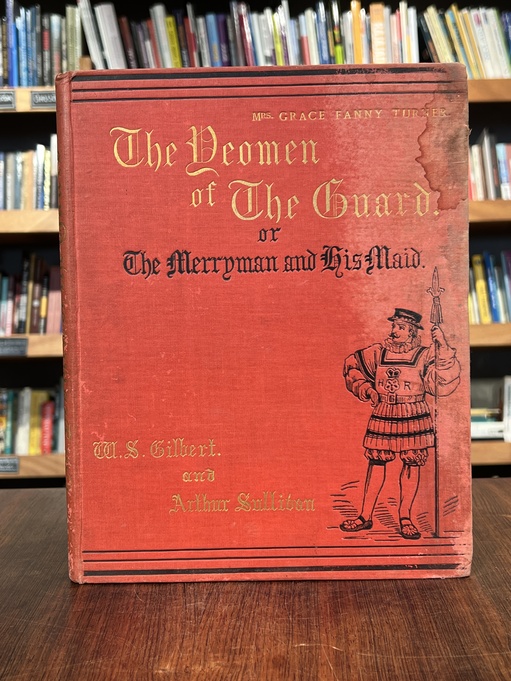 Mrs. GRACE FANNY TURNER
The Yeomen
of The Guard.
or
The Merryman and His Maid.
H R
W. S. Gilbert.
and
Arthur Sullivan